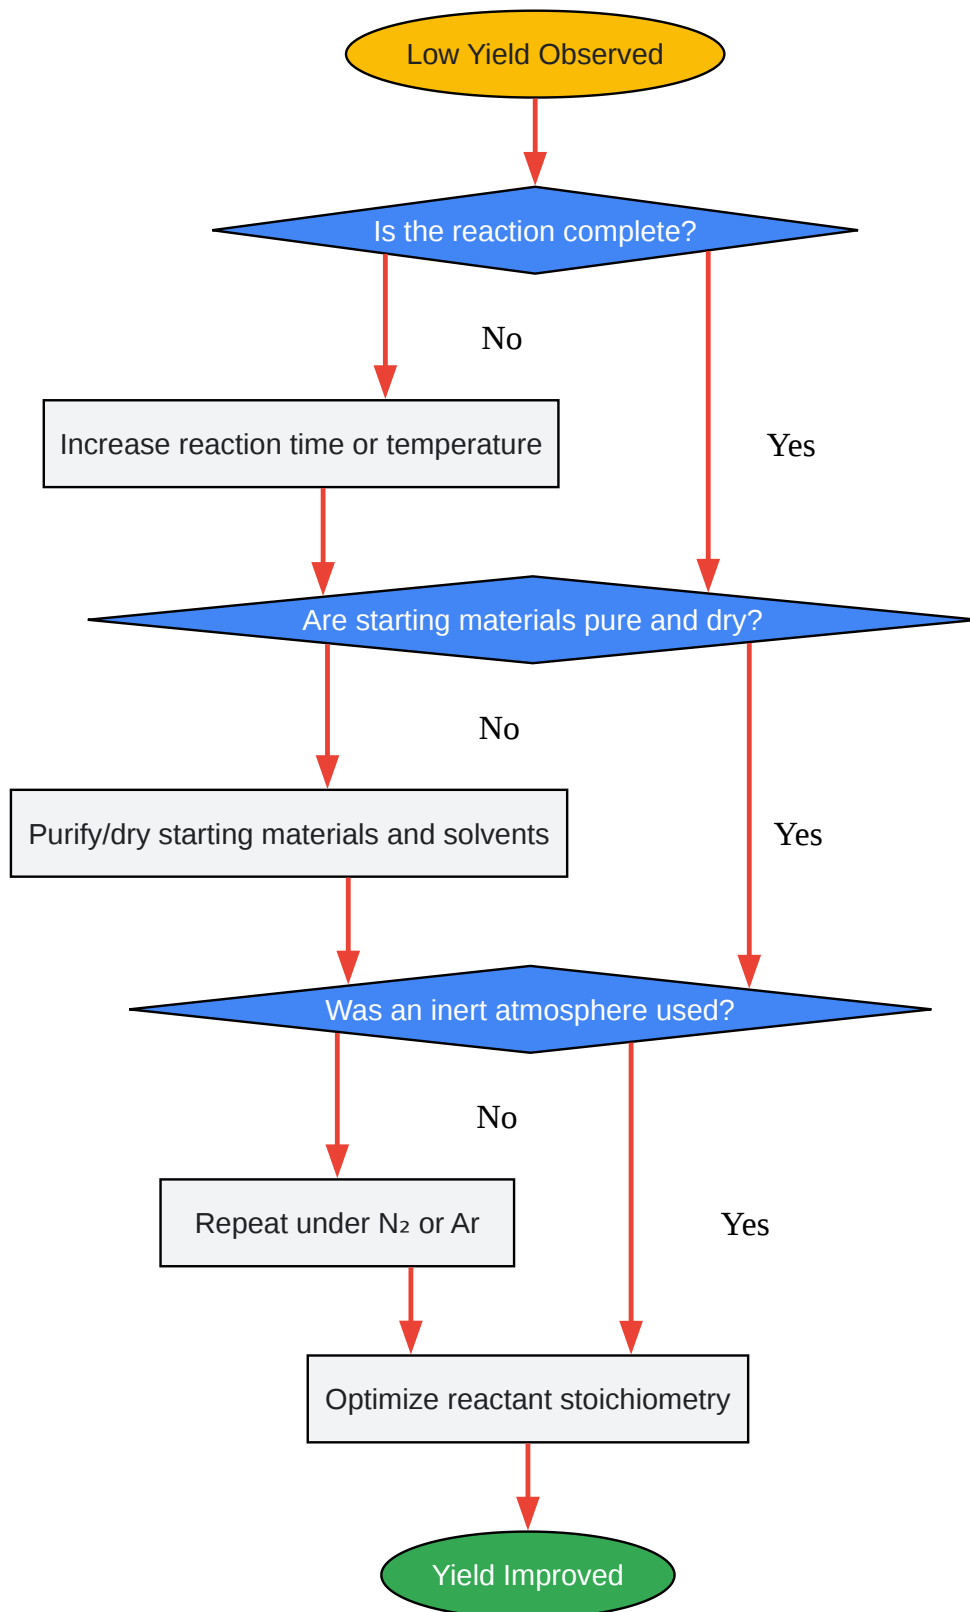 Low Yield Observed
Is the reaction complete?
No
Increase reaction time or temperature
Yes
Are starting materials pure and dry?
No
Purify/dry starting materials and solvents
Yes
Was an inert atmosphere used?
No
Repeat under N₂ or Ar
Yes
Optimize reactant stoichiometry
Yield Improved